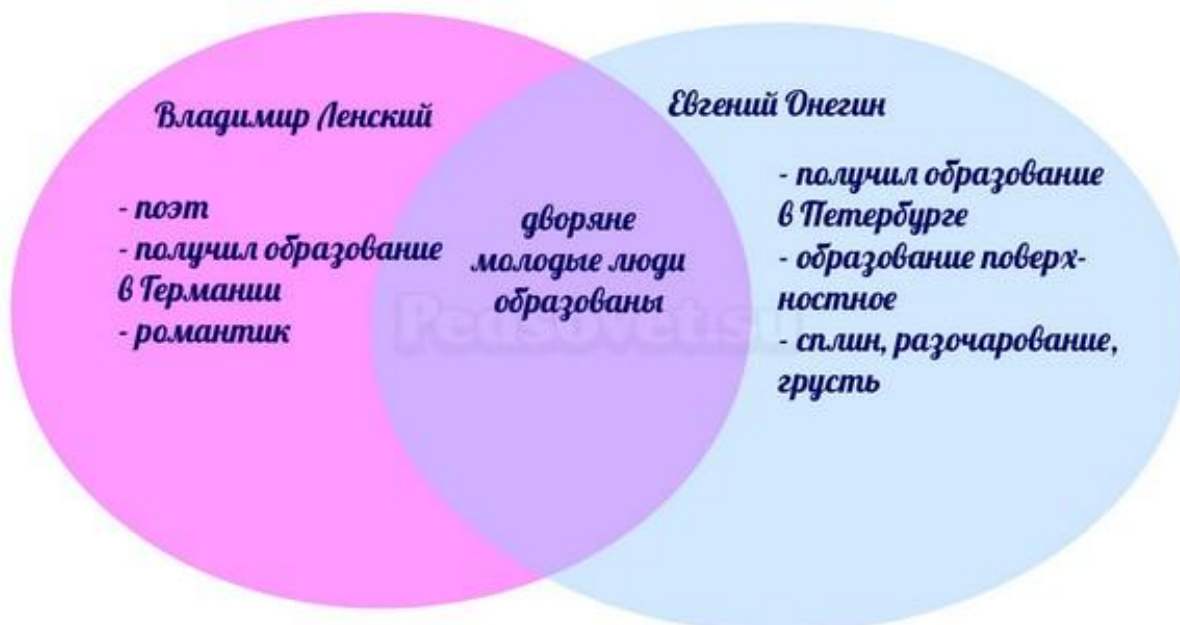 Владимир Ленский
- поэт
- получил образование
в Германии
- романтик
дворяне
молодые люди
образованы
Евгений Онегин
- получил образование
в Петербурге
- образование поверх-
ностное
- сплин, разочарование,
грусть
Pedsovet.su